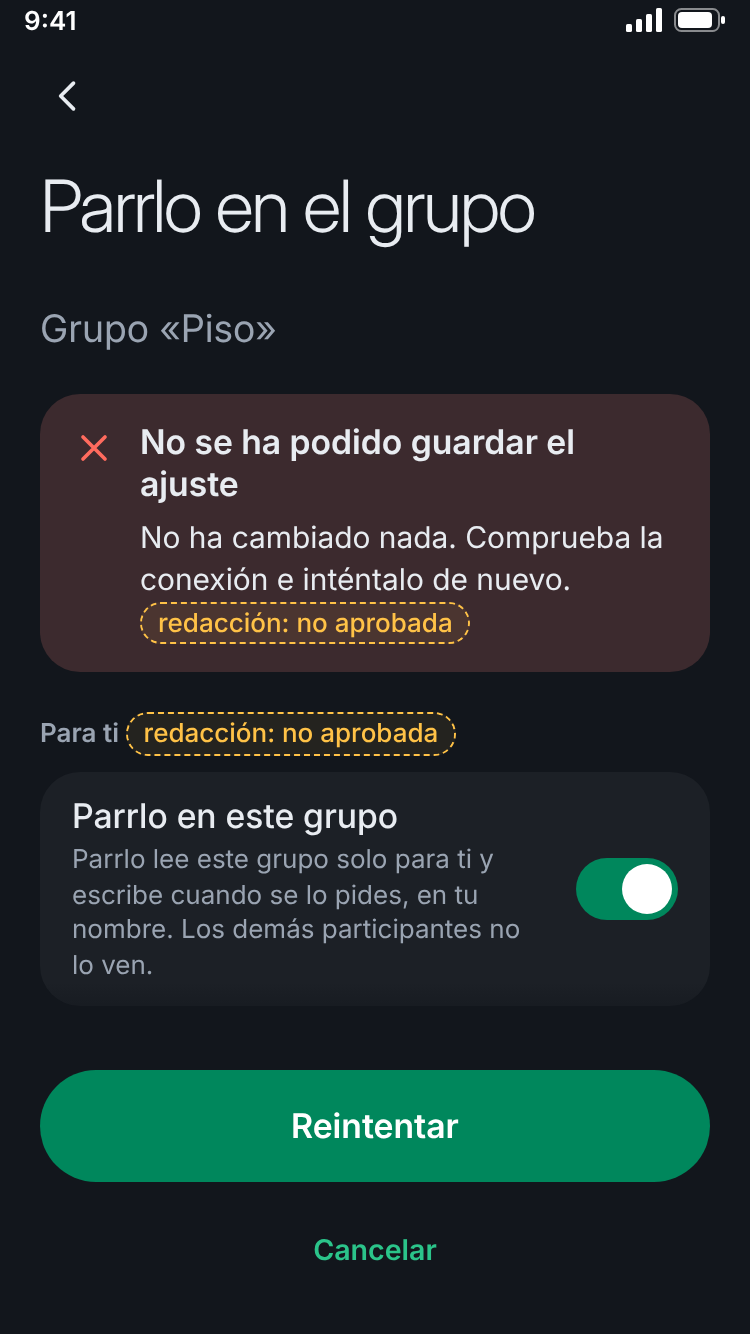 9:41
Parrlo en el grupo
Grupo «Piso»
No se ha podido guardar el
ajuste
No ha cambiado nada. Comprueba la
conexión e inténtalo de nuevo.
redacción: no aprobada
Para ti redacción: no aprobada
Parrlo en este grupo
Parrlo lee este grupo solo para ti y
escribe cuando se lo pides, en tu
nombre. Los demás participantes no
lo ven.
Reintentar
Cancelar